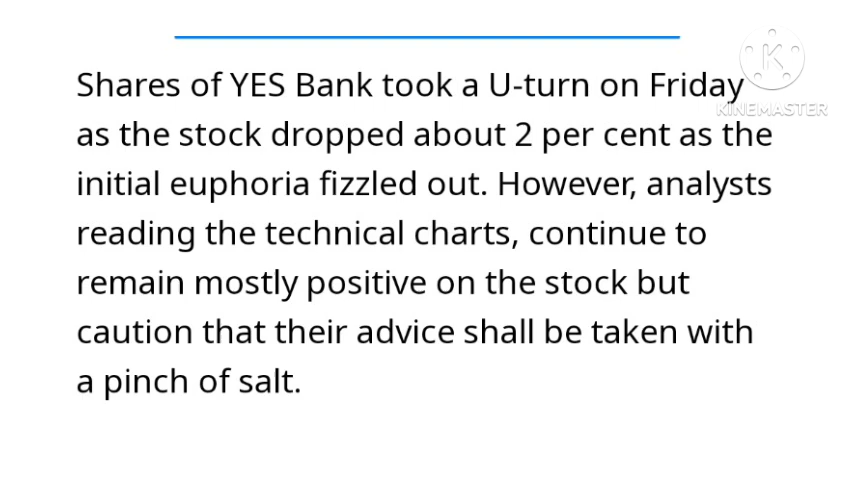 Shares of YES Bank took a U-turn on Friday
KINEMASTER
as the stock dropped about 2 per cent as the
initial euphoria fizzled out. However, analysts
reading the technical charts, continue to
remain mostly positive on the stock but
caution that their advice shall be taken with
a pinch of salt.